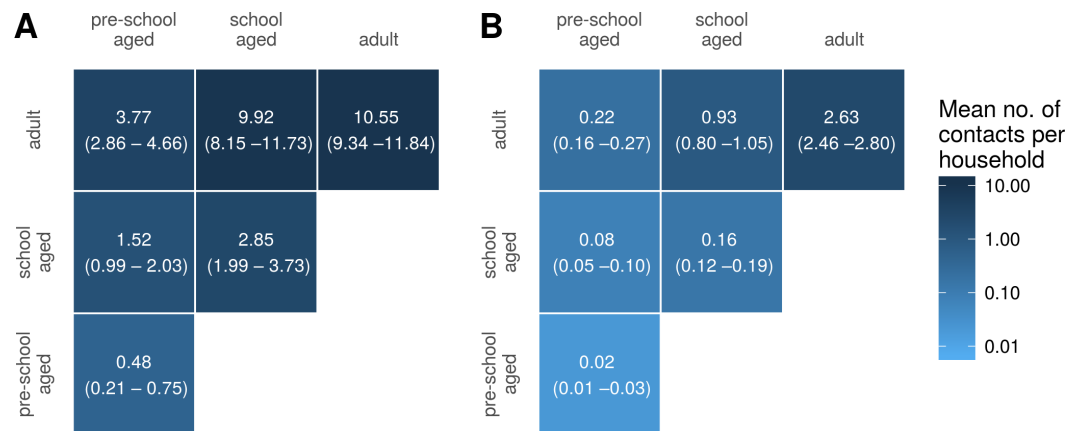 A
pre-school
aged
school
aged
adult
adult
3.77
(2.86 – 4.66)
9.92
(8.15 –11.73)
10.55
(9.34 –11.84)
school
aged
1.52
(0.99 – 2.03)
2.85
(1.99 – 3.73)
pre-school
aged
0.48
(0.21 – 0.75)
B
pre-school
aged
school
aged
adult
adult
0.22
(0.16 –0.27)
0.93
(0.80 –1.05)
2.63
(2.46 –2.80)
school
aged
0.08
(0.05 –0.10)
0.16
(0.12 –0.19)
pre-school
aged
0.02
(0.01 –0.03)
Mean no. of
contacts per
household
10.00
1.00
0.10
0.01